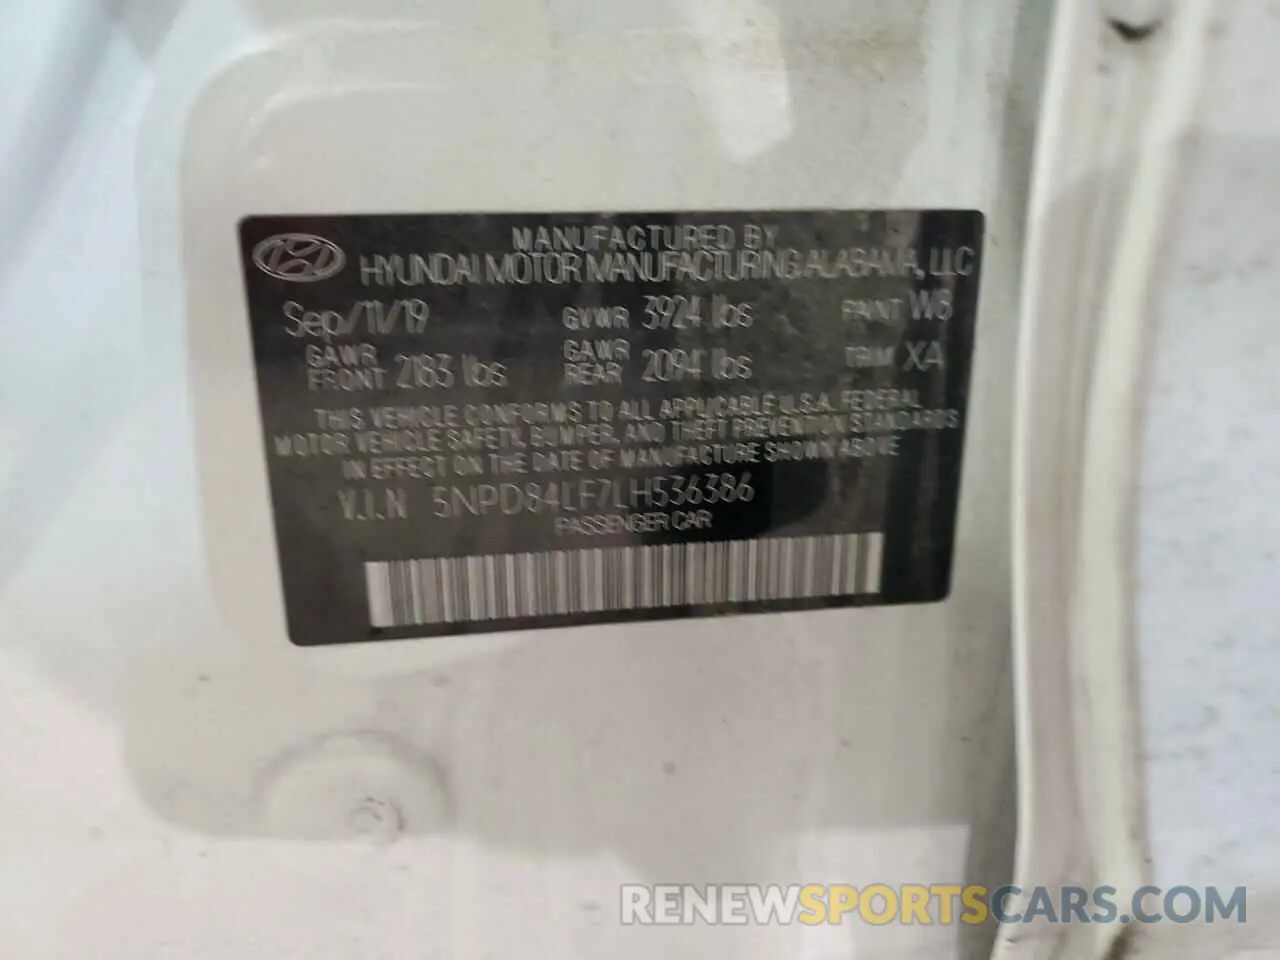 MANUFACTURED BY
HYUNDAI MOTOR MANUFACTURING ALABAMA, LLC
Sep/11/19 GVWR 3924 lbs PAINT W6
GAWR FRONT 2183 lbs GAWR REAR 2094 lbs TRIM XA
THIS VEHICLE CONFORMS TO ALL APPLICABLE U.S.A. FEDERAL
MOTOR VEHICLE SAFETY, BUMPER, AND THEFT PREVENTION STANDARDS
IN EFFECT ON THE DATE OF MANUFACTURE SHOWN ABOVE
V.I.N 5NPD84LF7LH536386
PASSENGER CAR
RENEWSPORTSCARS.COM